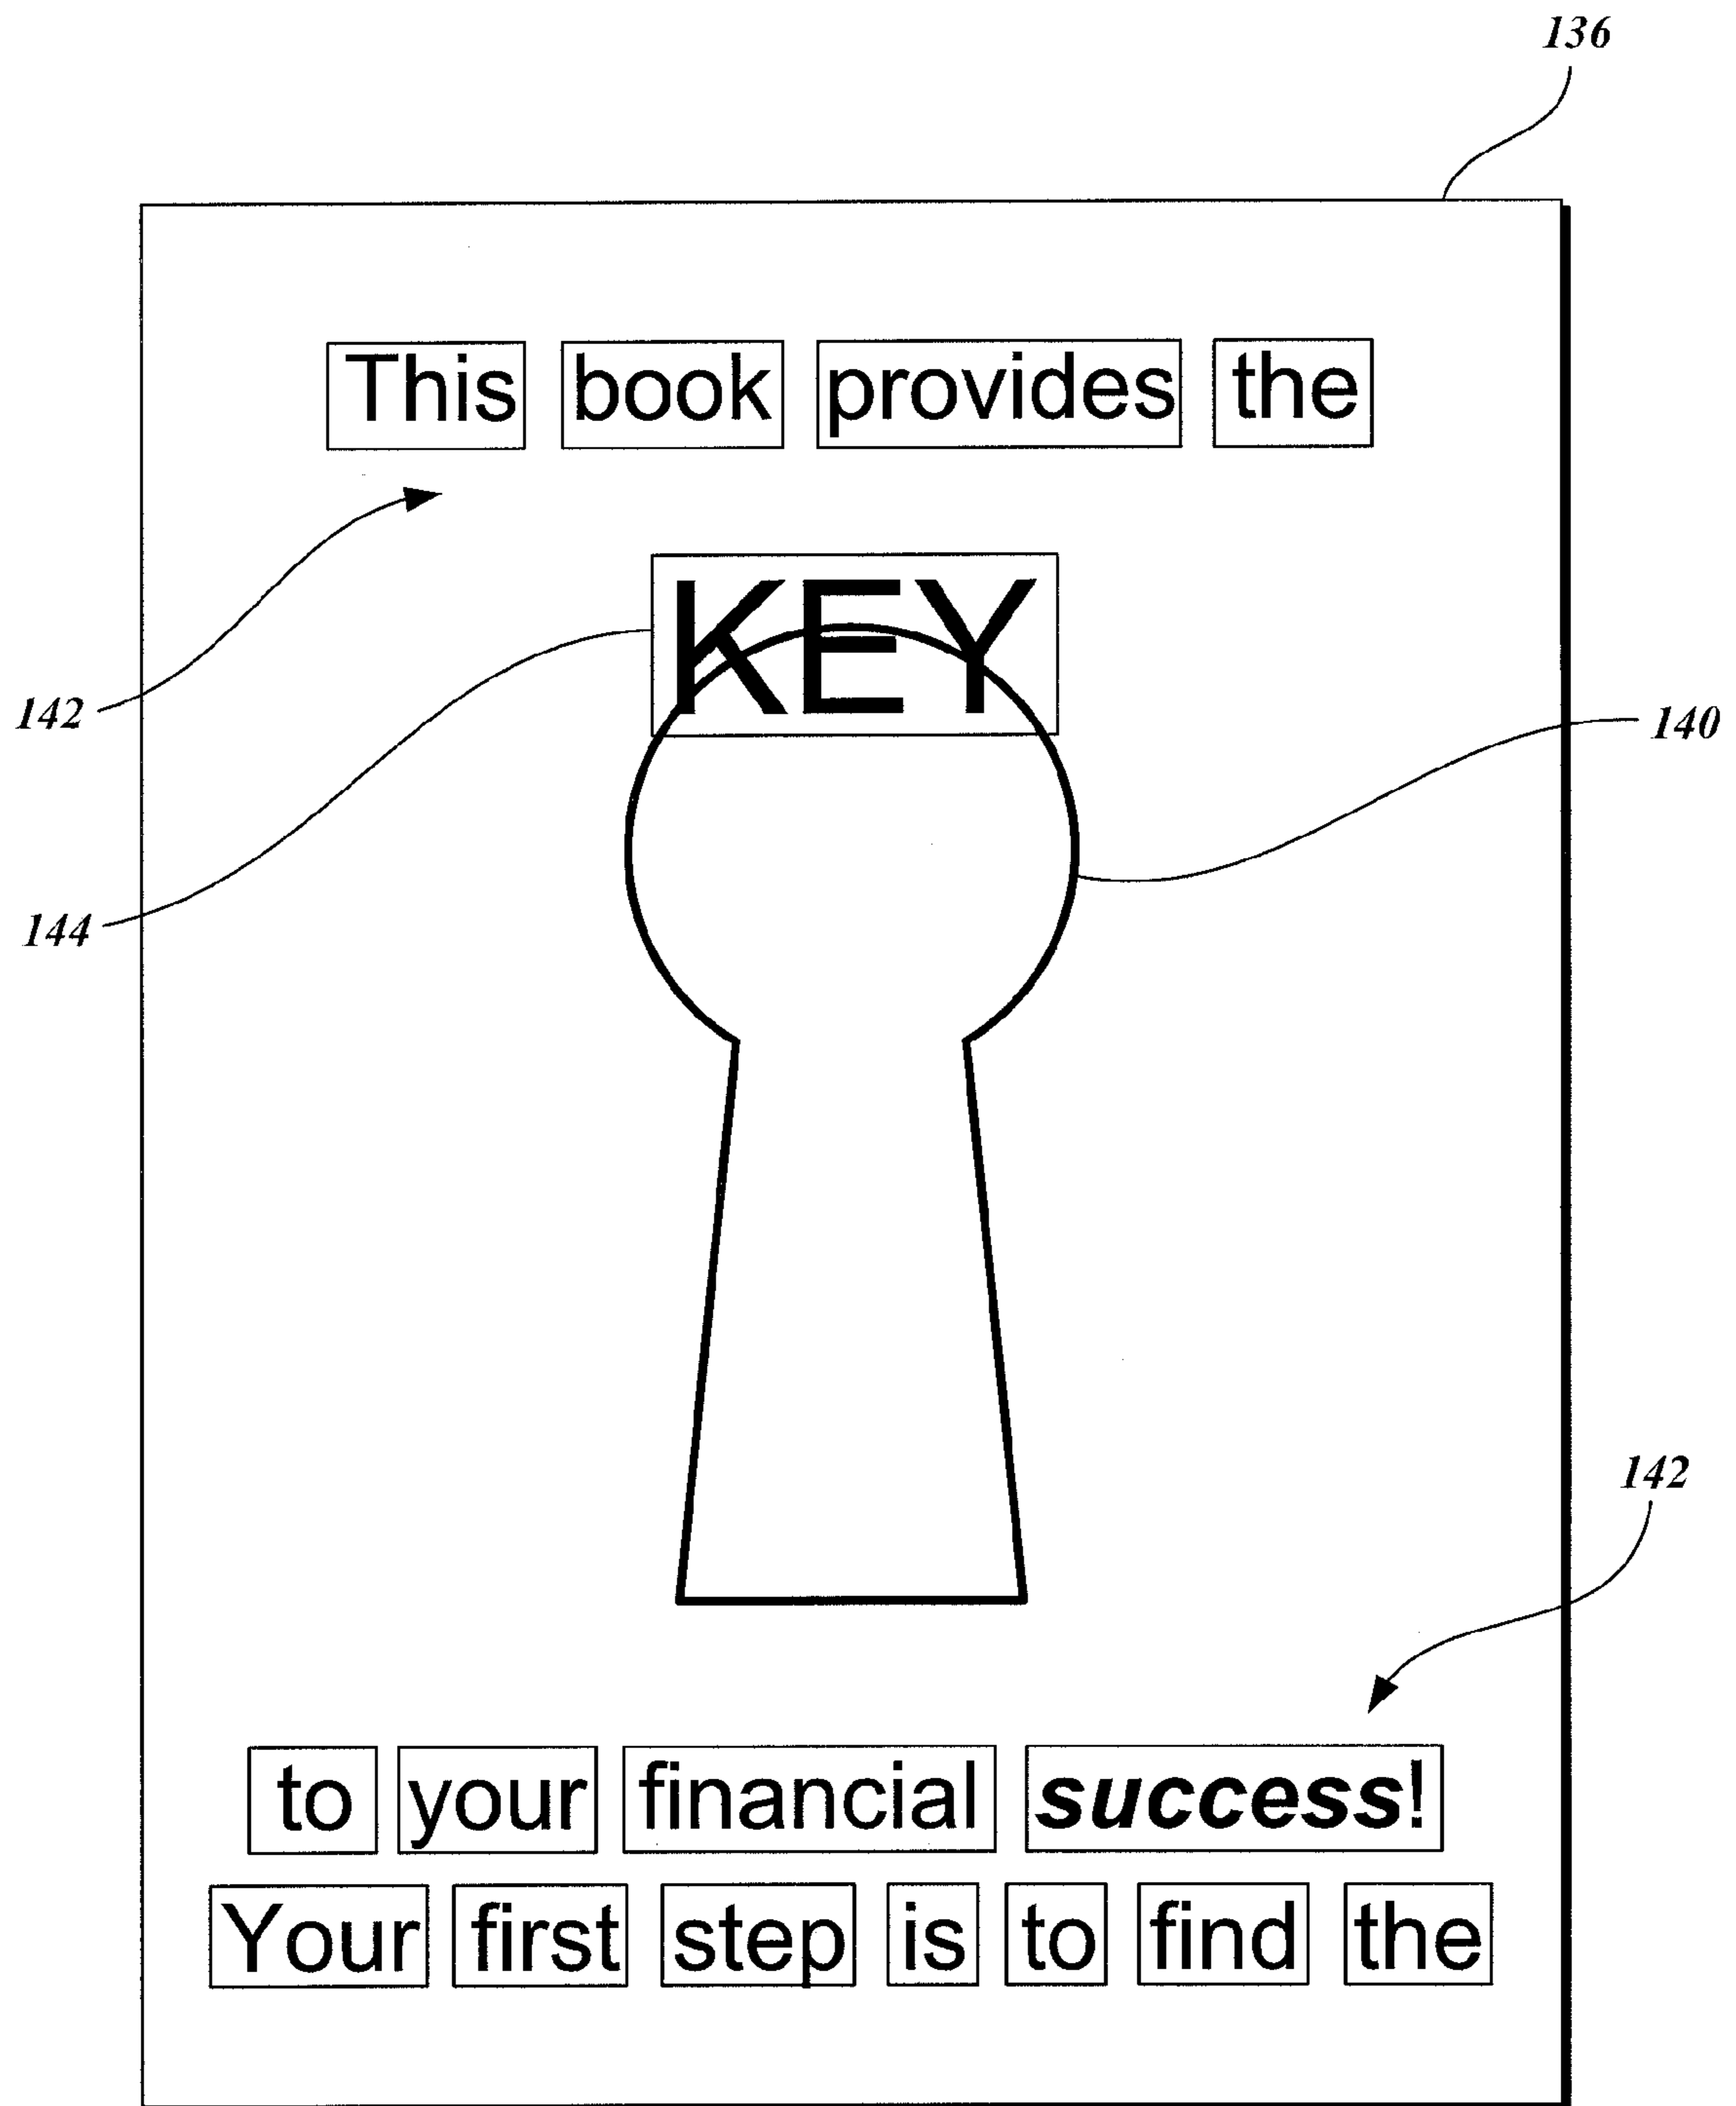 136
This book provides the
KEY
142
140
144
142
to your financial success!
Your first step is to find the